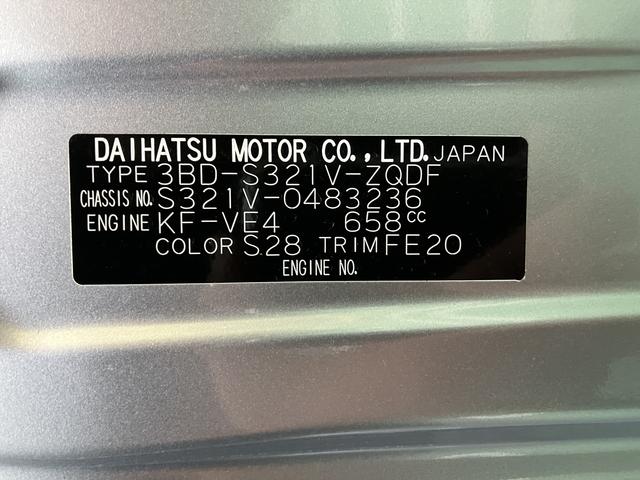 DAIHATSU MOTOR CO.,LTD. JAPAN
TYPE 3BD-S321V-ZQDF
CHASSIS NO. S321V-0483236
ENGINE KF-VE4 658cc
COLOR S28 TRIM FE20
ENGINE NO.